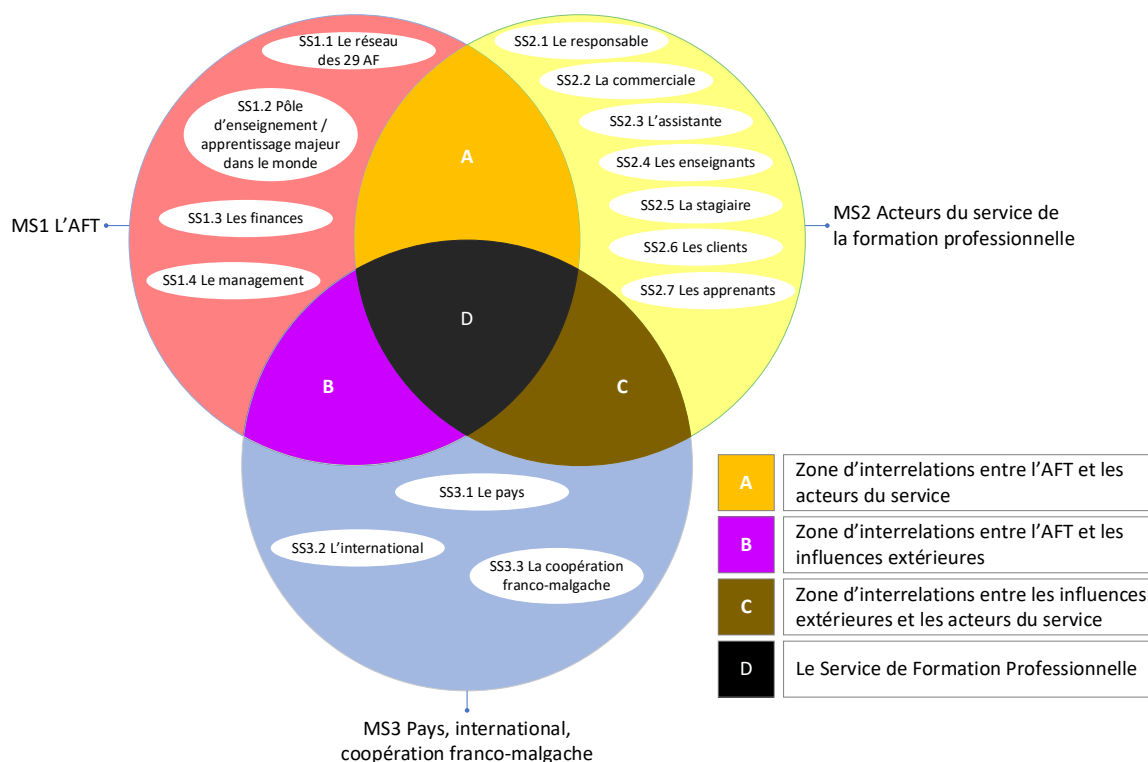 SS1.1 Le réseau
des 29 AF
SS1.2 Pôle
d’enseignement /
apprentissage majeur
dans le monde
SS1.3 Les finances
SS1.4 Le management
MS1 L’AFT
A
SS2.1 Le responsable
SS2.2 La commerciale
SS2.3 L’assistante
SS2.4 Les enseignants
SS2.5 La stagiaire
SS2.6 Les clients
SS2.7 Les apprenants
MS2 Acteurs du service de
la formation professionnelle
D
B
C
SS3.1 Le pays
SS3.2 L’international
SS3.3 La coopération
franco-malgache
MS3 Pays, international,
coopération franco-malgache
A
Zone d’interrelations entre l’AFT et les
acteurs du service
B
Zone d’interrelations entre l’AFT et les
influences extérieures
C
Zone d’interrelations entre les influences
extérieures et les acteurs du service
D
Le Service de Formation Professionnelle